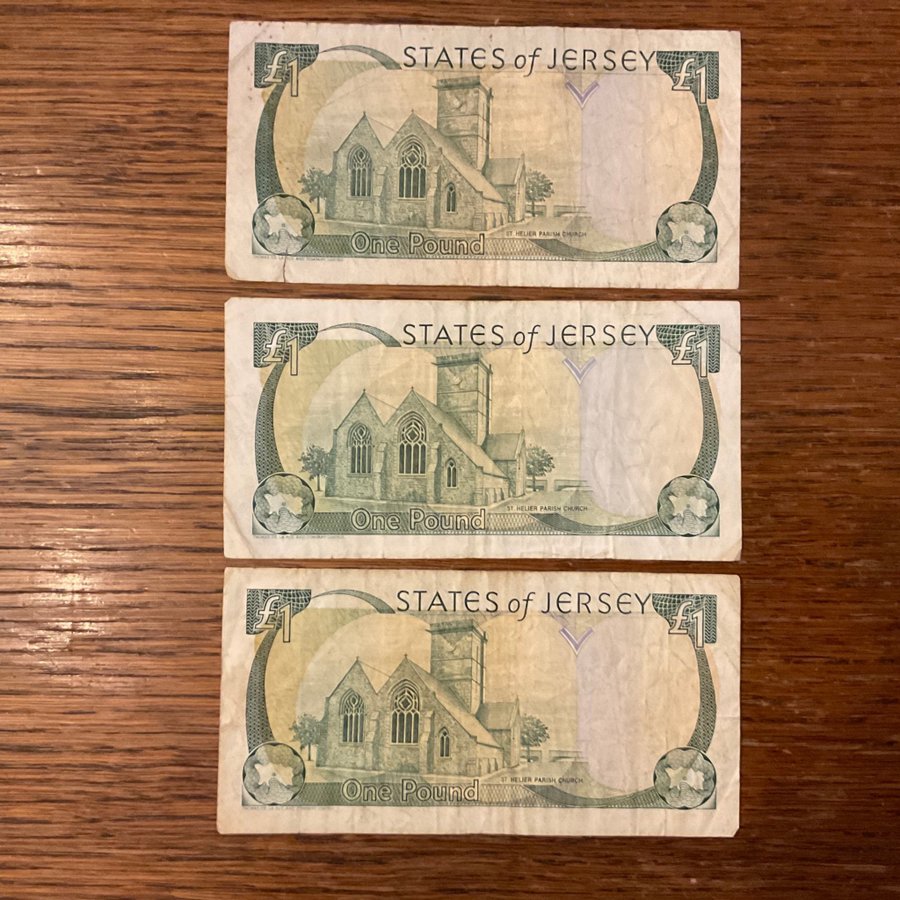 STATES of JERSEY
£1
£1
ST. HELIER PARISH CHURCH
One Pound
STATES of JERSEY
£1
£1
ST. HELIER PARISH CHURCH
One Pound
STATES of JERSEY
£1
£1
ST. HELIER PARISH CHURCH
One Pound